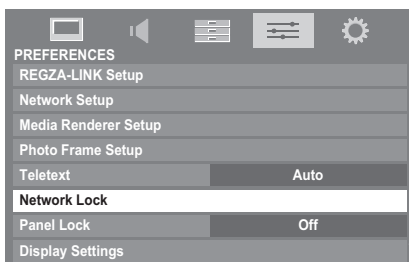 PREFERENCES
REGZA-LINK Setup
Network Setup
Media Renderer Setup
Photo Frame Setup
Teletext Auto
Network Lock
Panel Lock Off
Display Settings